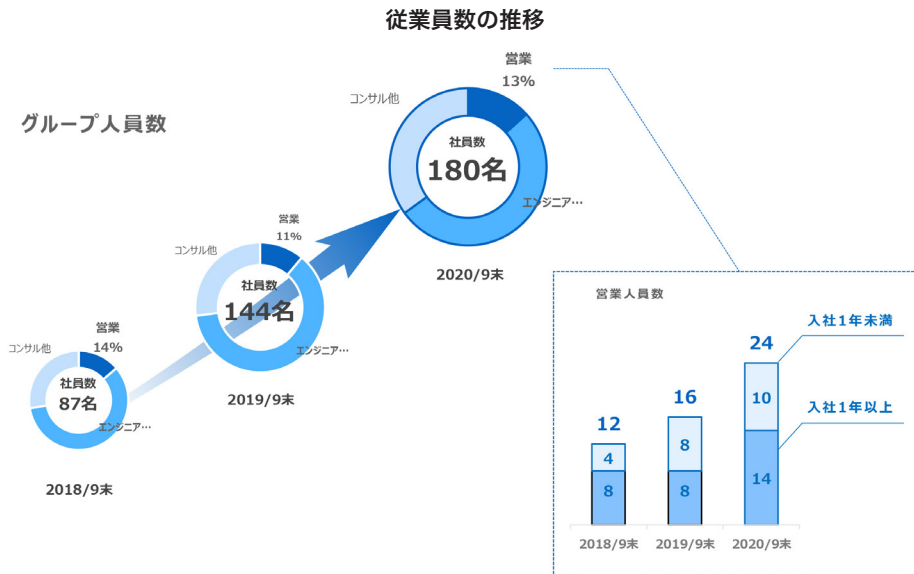 従業員数の推移
グループ人員数
営業
13%
コンサル他
社員数
180名
エンジニア…
2020/9末
営業
11%
コンサル他
社員数
144名
エンジニア…
2019/9末
営業
14%
コンサル他
社員数
87名
エンジニア…
2018/9末
営業人員数
入社1年未満
入社1年以上
12
4
8
16
8
8
24
10
14
2018/9末
2019/9末
2020/9末